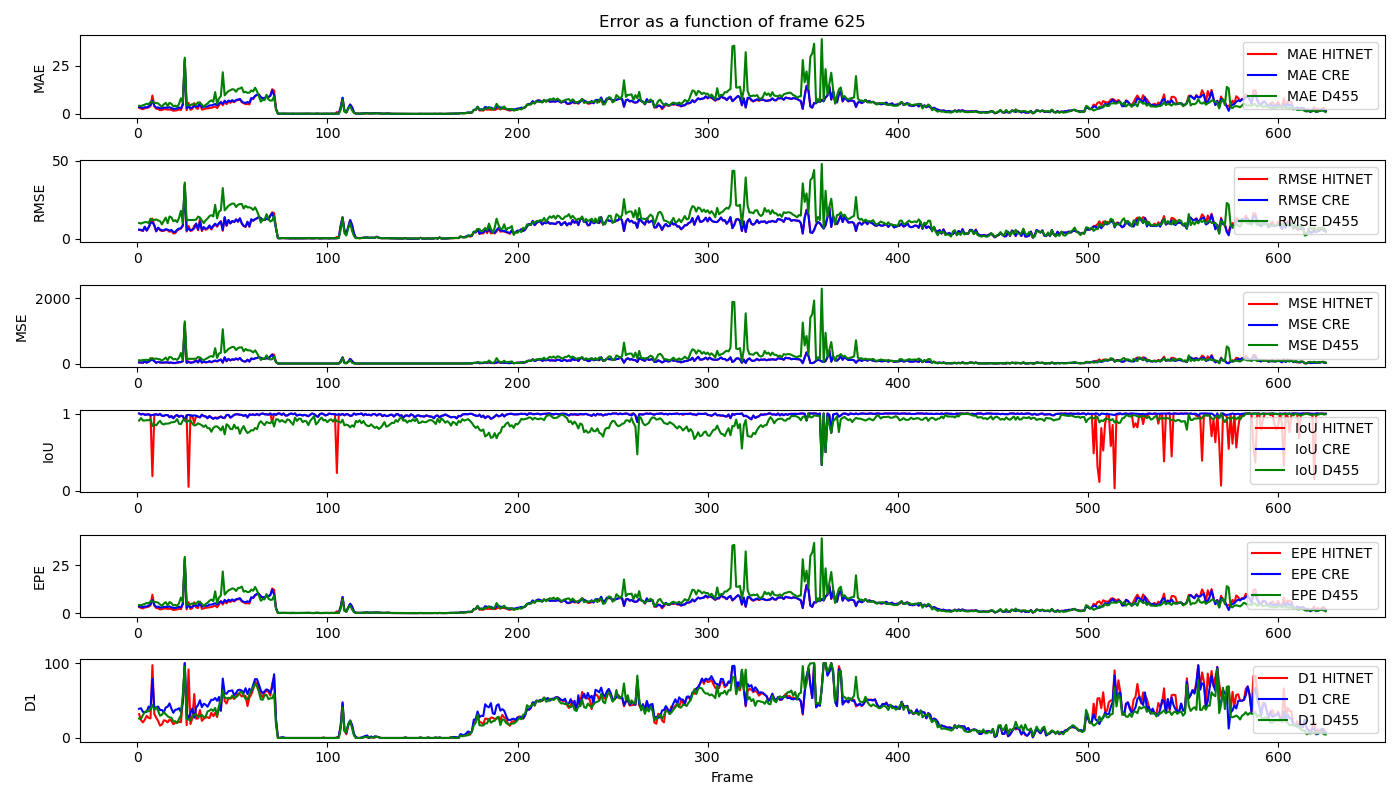 Error as a function of frame 625
MAE
25
0
MAE HITNET
MAE CRE
MAE D455
0 100 200 300 400 500 600
RMSE
50
0
RMSE HITNET
RMSE CRE
RMSE D455
0 100 200 300 400 500 600
MSE
2000
0
MSE HITNET
MSE CRE
MSE D455
0 100 200 300 400 500 600
IoU
1
0
IoU HITNET
IoU CRE
IoU D455
0 100 200 300 400 500 600
EPE
25
0
EPE HITNET
EPE CRE
EPE D455
0 100 200 300 400 500 600
D1
100
0
D1 HITNET
D1 CRE
D1 D455
0 100 200 300 400 500 600
Frame